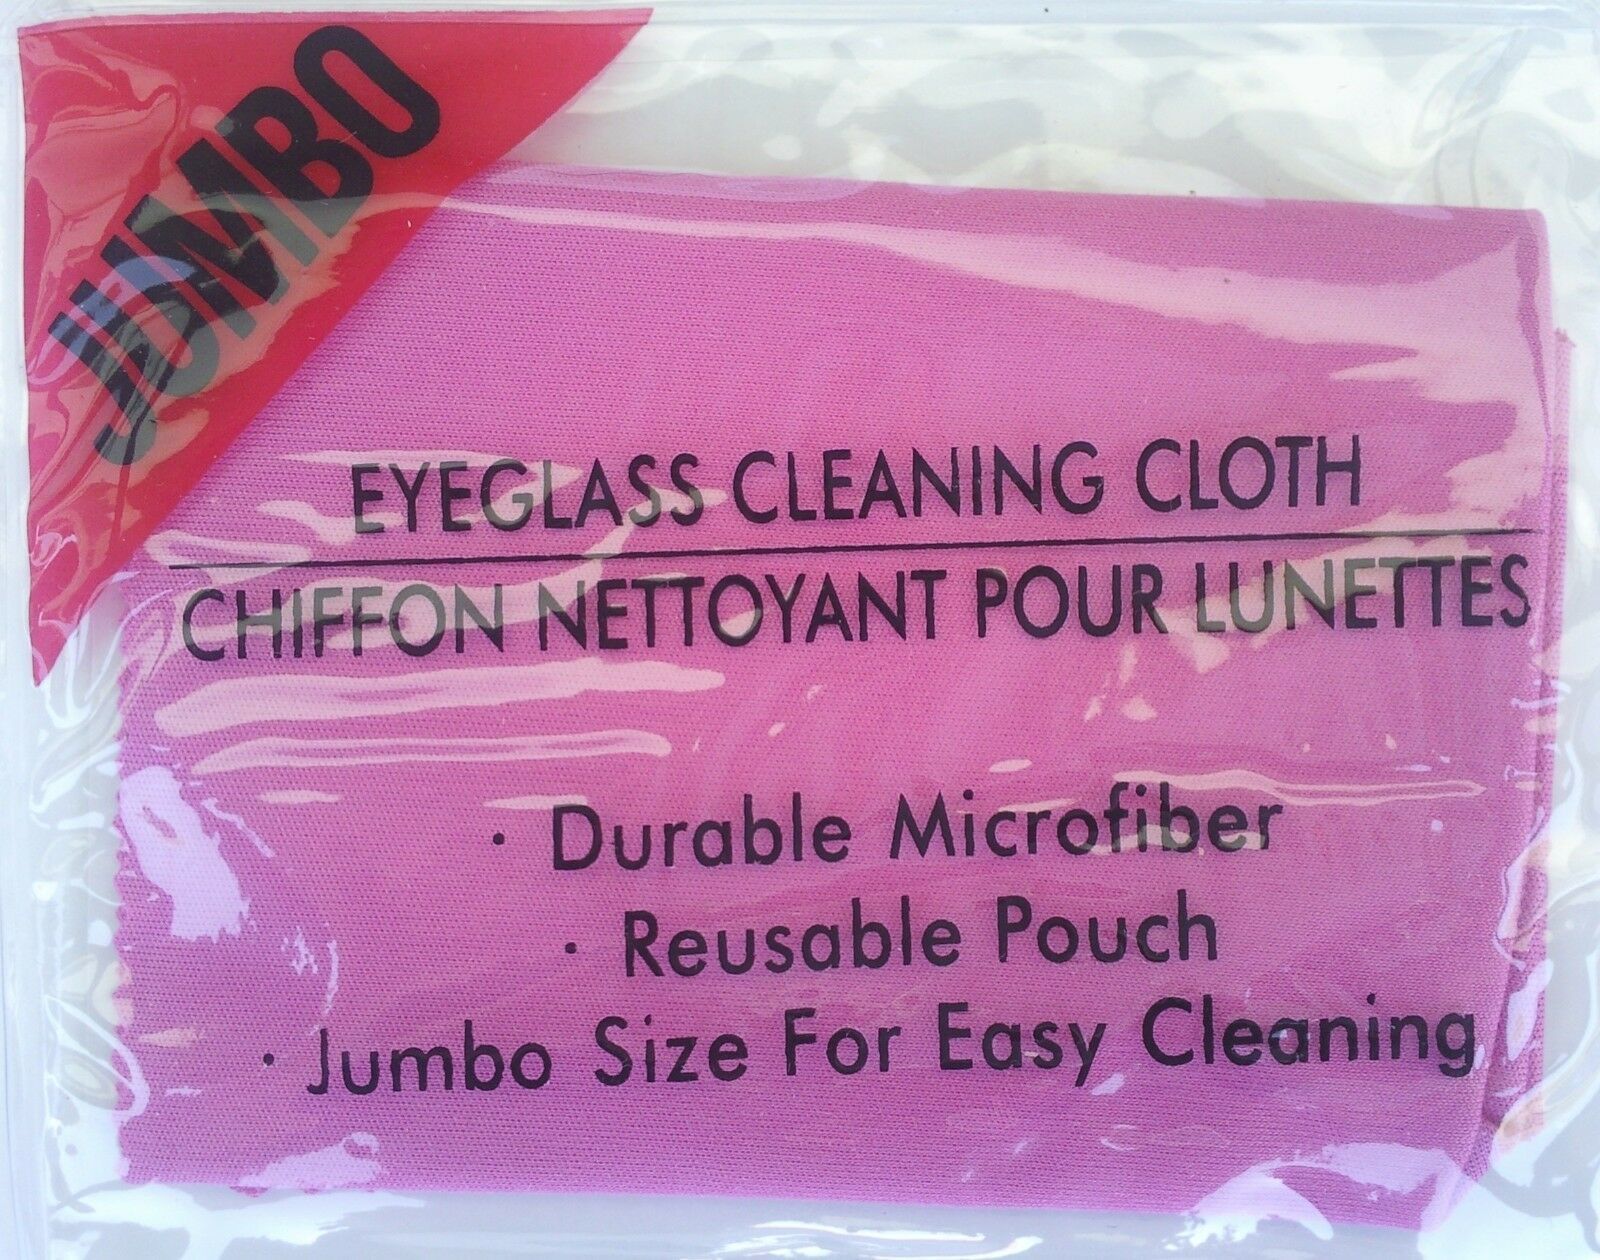 JUMBO
EYEGLASS CLEANING CLOTH
CHIFFON NETTOYANT POUR LUNETTES
· Durable Microfiber
· Reusable Pouch
· Jumbo Size For Easy Cleaning